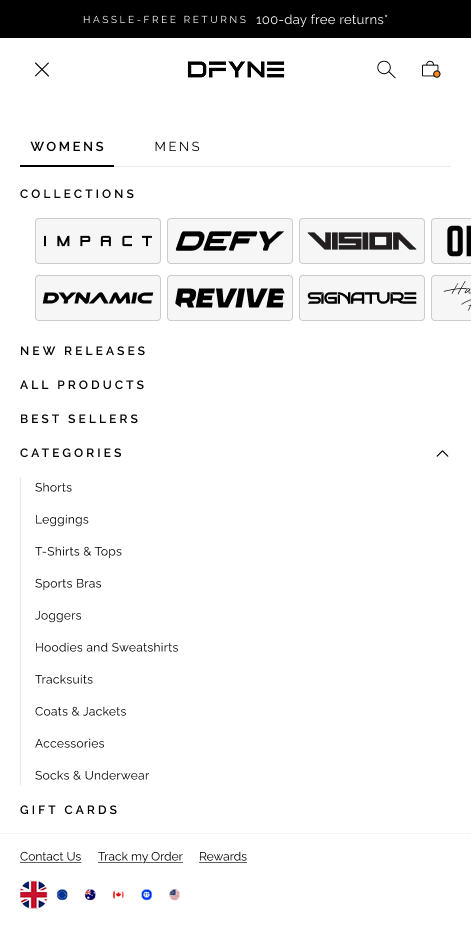 HASSLE-FREE RETURNS 100-day free returns*
DFYNE
WOMENS MENS
COLLECTIONS
IMPACT DEFY VISION
DYNAMIC REVIVE SIGNATURE
NEW RELEASES
ALL PRODUCTS
BEST SELLERS
CATEGORIES
Shorts
Leggings
T-Shirts & Tops
Sports Bras
Joggers
Hoodies and Sweatshirts
Tracksuits
Coats & Jackets
Accessories
Socks & Underwear
GIFT CARDS
Contact Us Track my Order Rewards